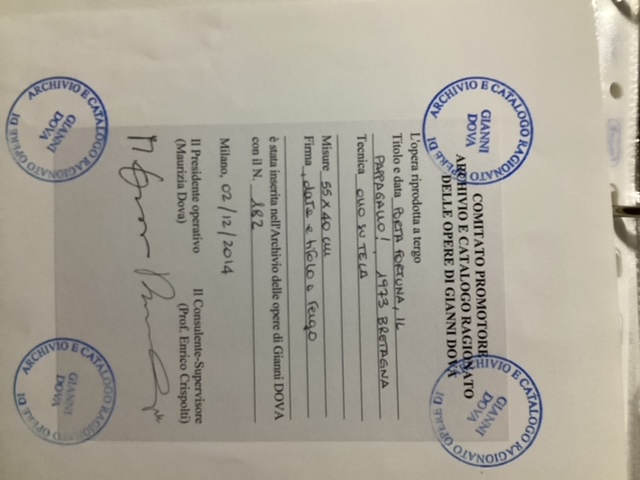 COMITATO PROMOTORE
ARCHIVIO E CATALOGO RAGIONATO
DELLE OPERE DI GIANNI DOVA
L'opera riprodotta a tergo
Titolo e data PORTA FORTUNA, IL
PAPPAGALLO!, 1973 BRETAGNA
Tecnica OLIO SU TELA
Misure 55 X 40 cm
Firma, data e titolo a tergo
è stata inserita nell'Archivio delle opere di Gianni DOVA
con il N. 182
Milano, 02/12/2014
Il Presidente operativo Il Consulente-Supervisore
(Maurizio Dova) (Prof. Enrico Crispolti)
ARCHIVIO E CATALOGO RAGIONATO OPERE DI
GIANNI
DOVA
ARCHIVIO E CATALOGO RAGIONATO OPERE DI
GIANNI
DOVA
ARCHIVIO E CATALOGO RAGIONATO OPERE DI
GIANNI
DOVA
ARCHIVIO E CATALOGO RAGIONATO OPERE DI
GIANNI
DOVA